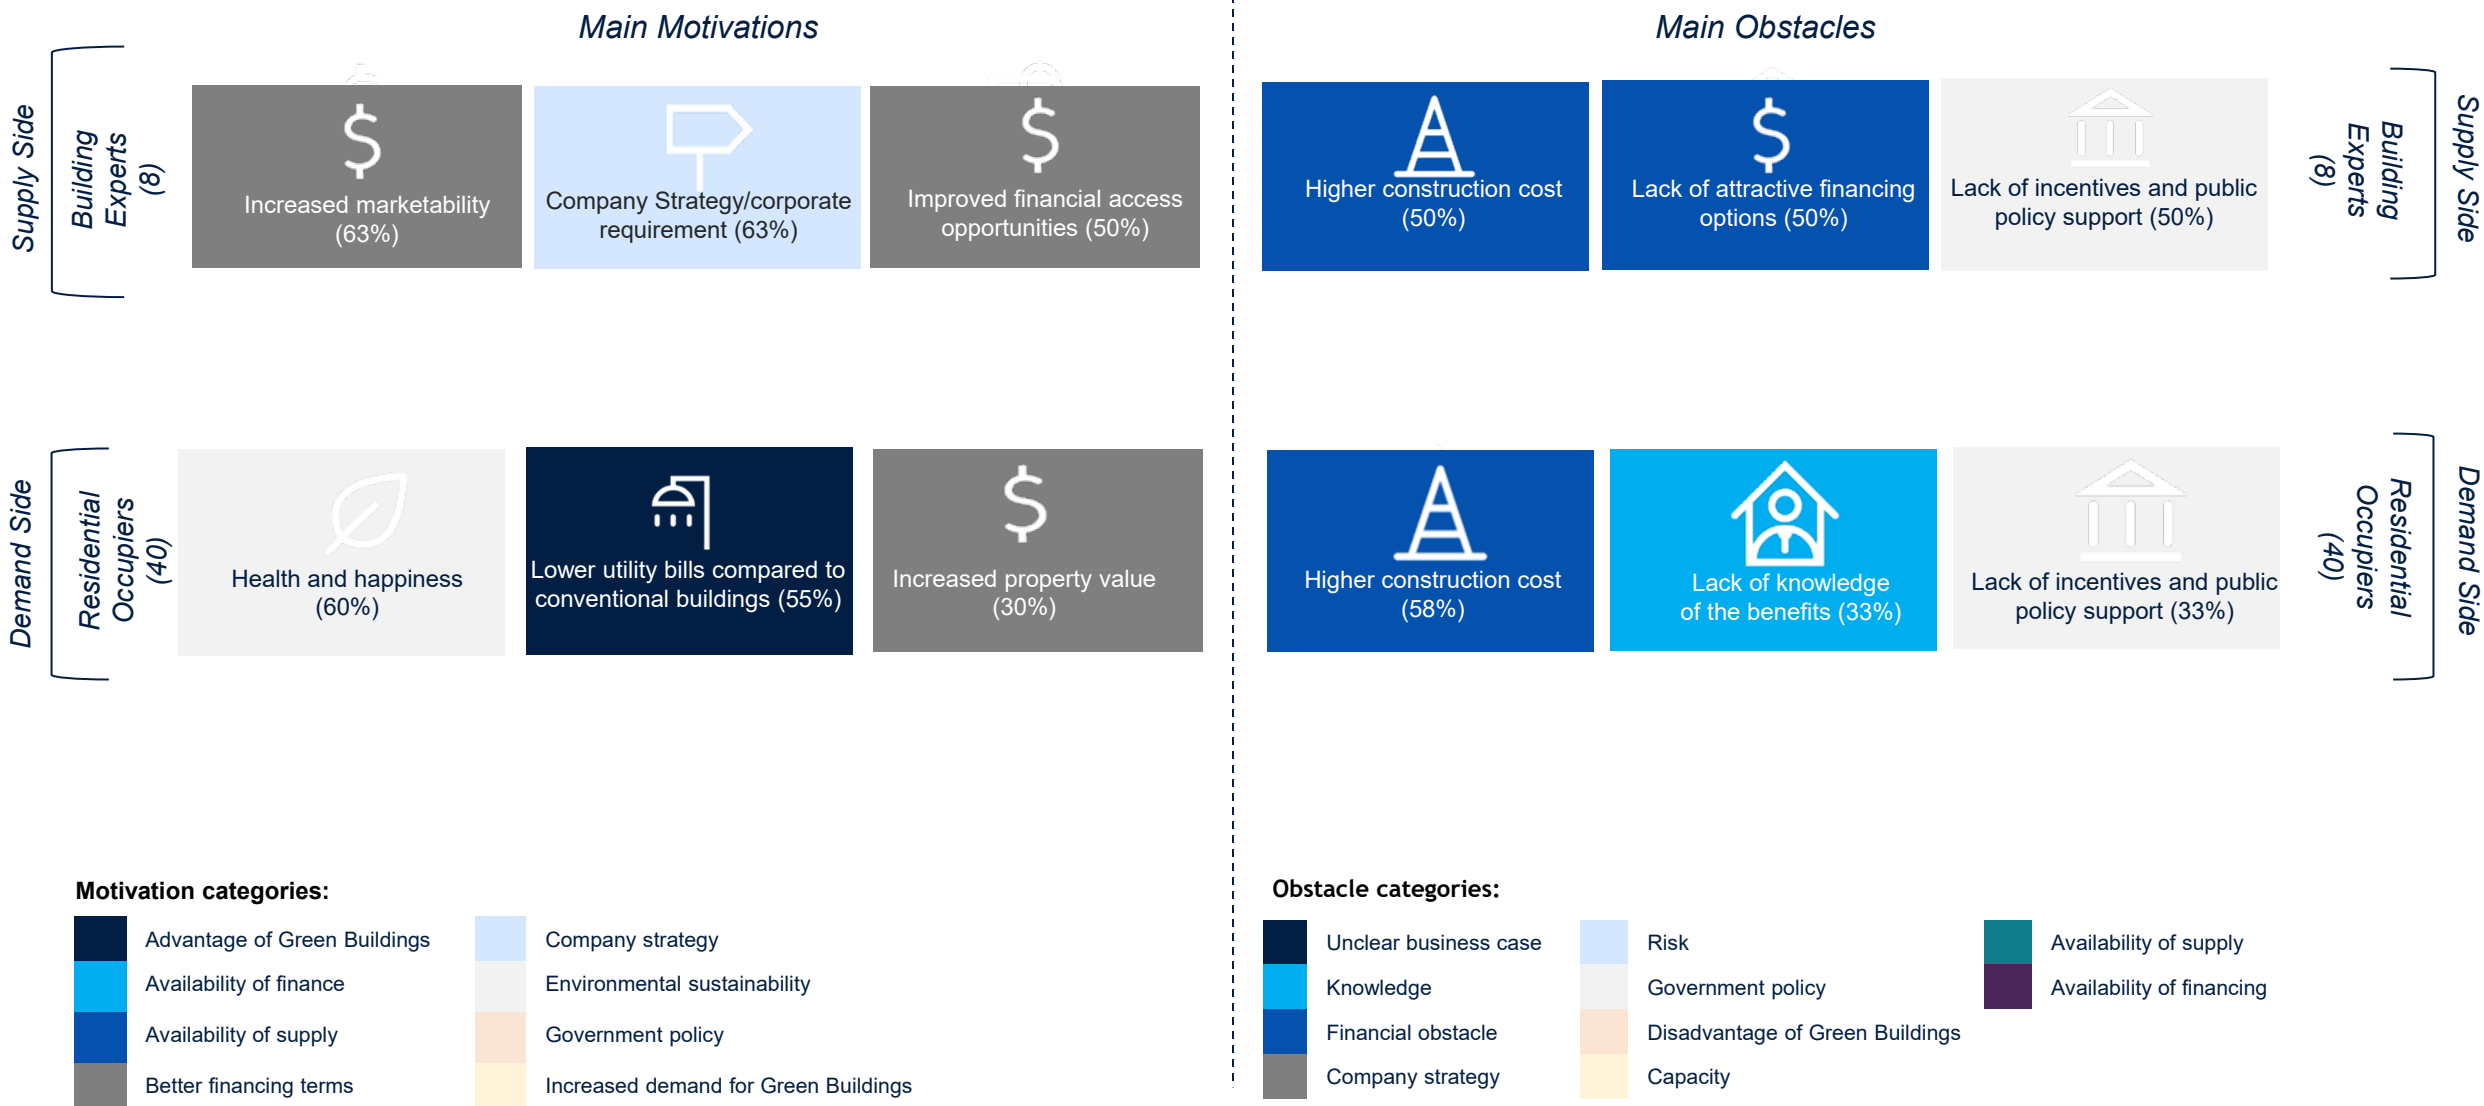 Main Motivations
Main Obstacles
Supply Side
Building
Experts
(8)
Increased marketability
(63%)
Company Strategy/corporate
requirement (63%)
Improved financial access
opportunities (50%)
Higher construction cost
(50%)
Lack of attractive financing
options (50%)
Lack of incentives and public
policy support (50%)
Building
Experts
(8)
Supply Side
Demand Side
Residential
Occupiers
(40)
Health and happiness
(60%)
Lower utility bills compared to
conventional buildings (55%)
Increased property value
(30%)
Higher construction cost
(58%)
Lack of knowledge
of the benefits (33%)
Lack of incentives and public
policy support (33%)
Residential
Occupiers
(40)
Demand Side
Motivation categories:
Advantage of Green Buildings
Availability of finance
Availability of supply
Better financing terms
Company strategy
Environmental sustainability
Government policy
Increased demand for Green Buildings
Obstacle categories:
Unclear business case
Knowledge
Financial obstacle
Company strategy
Risk
Government policy
Disadvantage of Green Buildings
Capacity
Availability of supply
Availability of financing